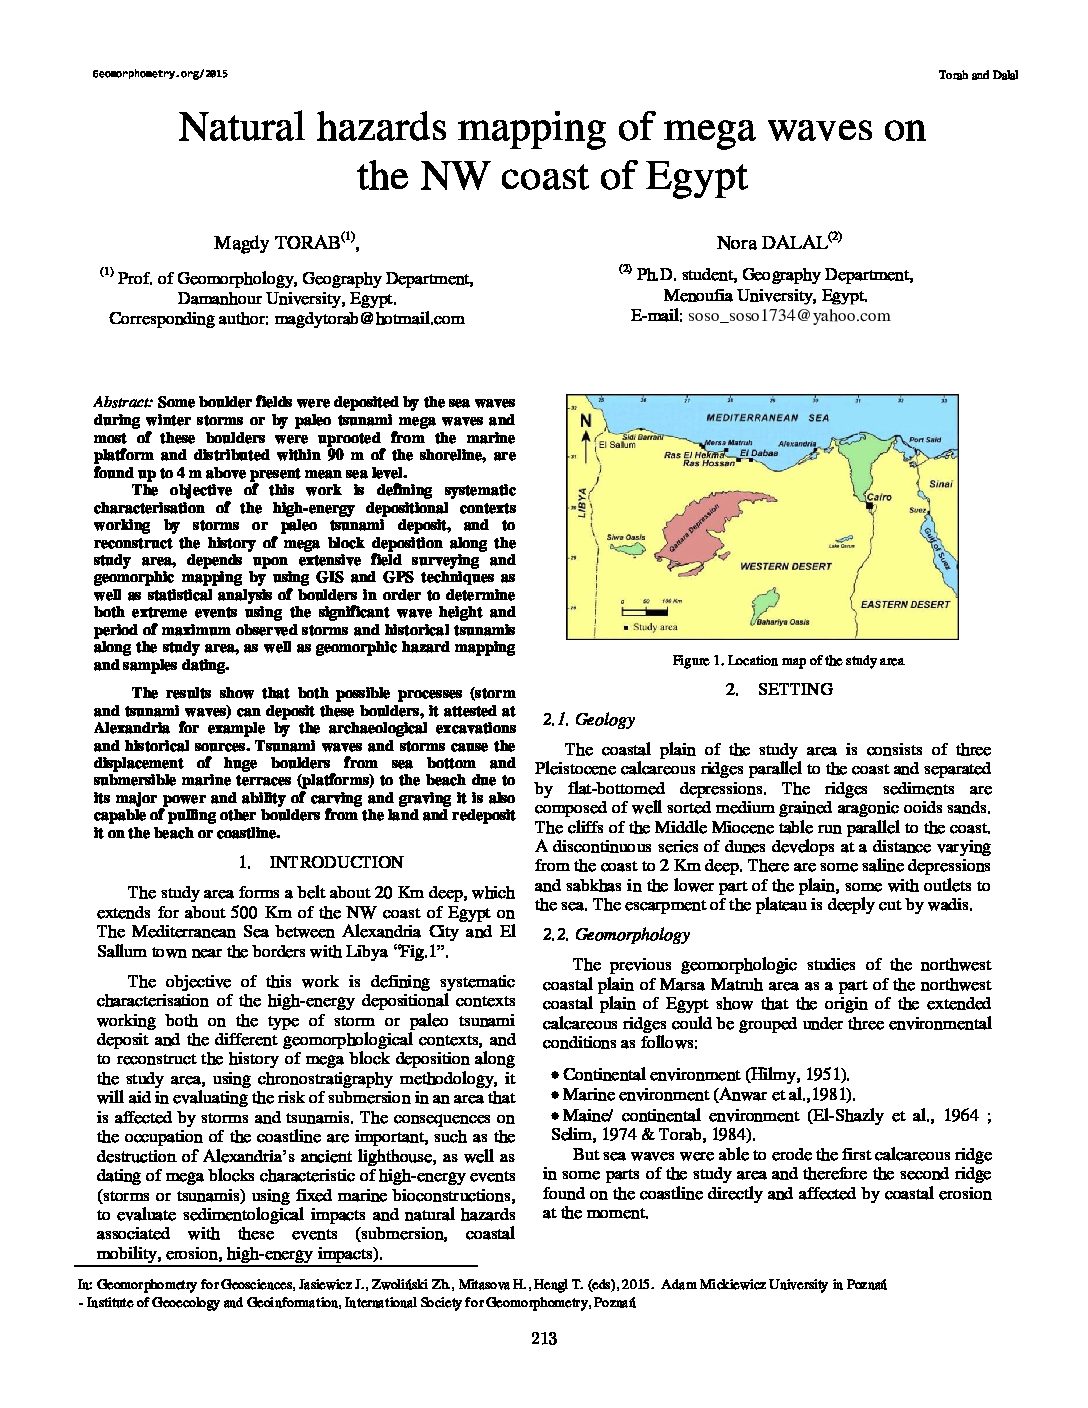 Geomorphometry.org/2015
Torab and Dalal
Natural hazards mapping of mega waves on
the NW coast of Egypt
Magdy TORAB(1),
(1) Prof. of Geomorphology, Geography Department,
Damanhour University, Egypt.
Corresponding author: magdytorab@hotmail.com
Nora DALAL(2)
(2) Ph.D. student, Geography Department,
Menoufia University, Egypt.
E-mail: soso_soso1734@yahoo.com
Abstract: Some boulder fields were deposited by the sea waves
during winter storms or by paleo tsunami mega waves and
most of these boulders were uprooted from the marine
platform and distributed within 90 m of the shoreline, are
found up to 4 m above present mean sea level.
The objective of this work is defining systematic
characterisation of the high-energy depositional contexts
working by storms or paleo tsunami deposit, and to
reconstruct the history of mega block deposition along the
study area, depends upon extensive field surveying and
geomorphic mapping by using GIS and GPS techniques as
well as statistical analysis of boulders in order to determine
both extreme events using the significant wave height and
period of maximum observed storms and historical tsunamis
along the study area, as well as geomorphic hazard mapping
and samples dating.
The results show that both possible processes (storm
and tsunami waves) can deposit these boulders, it attested at
Alexandria for example by the archaeological excavations
and historical sources. Tsunami waves and storms cause the
displacement of huge boulders from sea bottom and
submersible marine terraces (platforms) to the beach due to
its major power and ability of carving and graving it is also
capable of pulling other boulders from the land and redeposit
it on the beach or coastline.
1. INTRODUCTION
The study area forms a belt about 20 Km deep, which
extends for about 500 Km of the NW coast of Egypt on
The Mediterranean Sea between Alexandria City and El
Sallum town near the borders with Libya “Fig.1”.
The objective of this work is defining systematic
characterisation of the high-energy depositional contexts
working both on the type of storm or paleo tsunami
deposit and the different geomorphological contexts, and
to reconstruct the history of mega block deposition along
the study area, using chronostratigraphy methodology, it
will aid in evaluating the risk of submersion in an area that
is affected by storms and tsunamis. The consequences on
the occupation of the coastline are important, such as the
destruction of Alexandria’s ancient lighthouse, as well as
dating of mega blocks characteristic of high-energy events
(storms or tsunamis) using fixed marine bioconstructions,
to evaluate sedimentological impacts and natural hazards
associated with these events (submersion, coastal
mobility, erosion, high-energy impacts).
25 26 27 28 29 30 31 32 33
32
N
MEDITERRANEAN SEA
Sidi Barrani
El Sallum
Mersa Matruh
Alexandria
Port Said
Ras El Hekma
El Dabaa
Ras Hossan
31
LIBYA
Sinai
Cairo
30
Suez
Qattara Depression
Siwa Oasis
Lake Qarun
Gulf of Suez
29
WESTERN DESERT
0 50 100 Km
EASTERN DESERT
Study area
Bahariya Oasis
Figure 1. Location map of the study area
2. SETTING
2.1. Geology
The coastal plain of the study area is consists of three
Pleistocene calcareous ridges parallel to the coast and separated
by flat-bottomed depressions. The ridges sediments are
composed of well sorted medium grained aragonic ooids sands.
The cliffs of the Middle Miocene table run parallel to the coast.
A discontinuous series of dunes develops at a distance varying
from the coast to 2 Km deep. There are some saline depressions
and sabkhas in the lower part of the plain, some with outlets to
the sea. The escarpment of the plateau is deeply cut by wadis.
2.2. Geomorphology
The previous geomorphologic studies of the northwest
coastal plain of Marsa Matruh area as a part of the northwest
coastal plain of Egypt show that the origin of the extended
calcareous ridges could be grouped under three environmental
conditions as follows:
• Continental environment (Hilmy, 1951).
• Marine environment (Anwar et al.,1981).
• Maine/ continental environment (El-Shazly et al., 1964 ;
Selim, 1974 & Torab, 1984).
But sea waves were able to erode the first calcareous ridge
in some parts of the study area and therefore the second ridge
found on the coastline directly and affected by coastal erosion
at the moment.
In: Geomorphometry for Geosciences, Jasiewicz J., Zwoliński Zb., Mitasova H., Hengl T. (eds), 2015. Adam Mickiewicz University in Poznań
- Institute of Geoecology and Geoinformation, International Society for Geomorphometry, Poznań
213